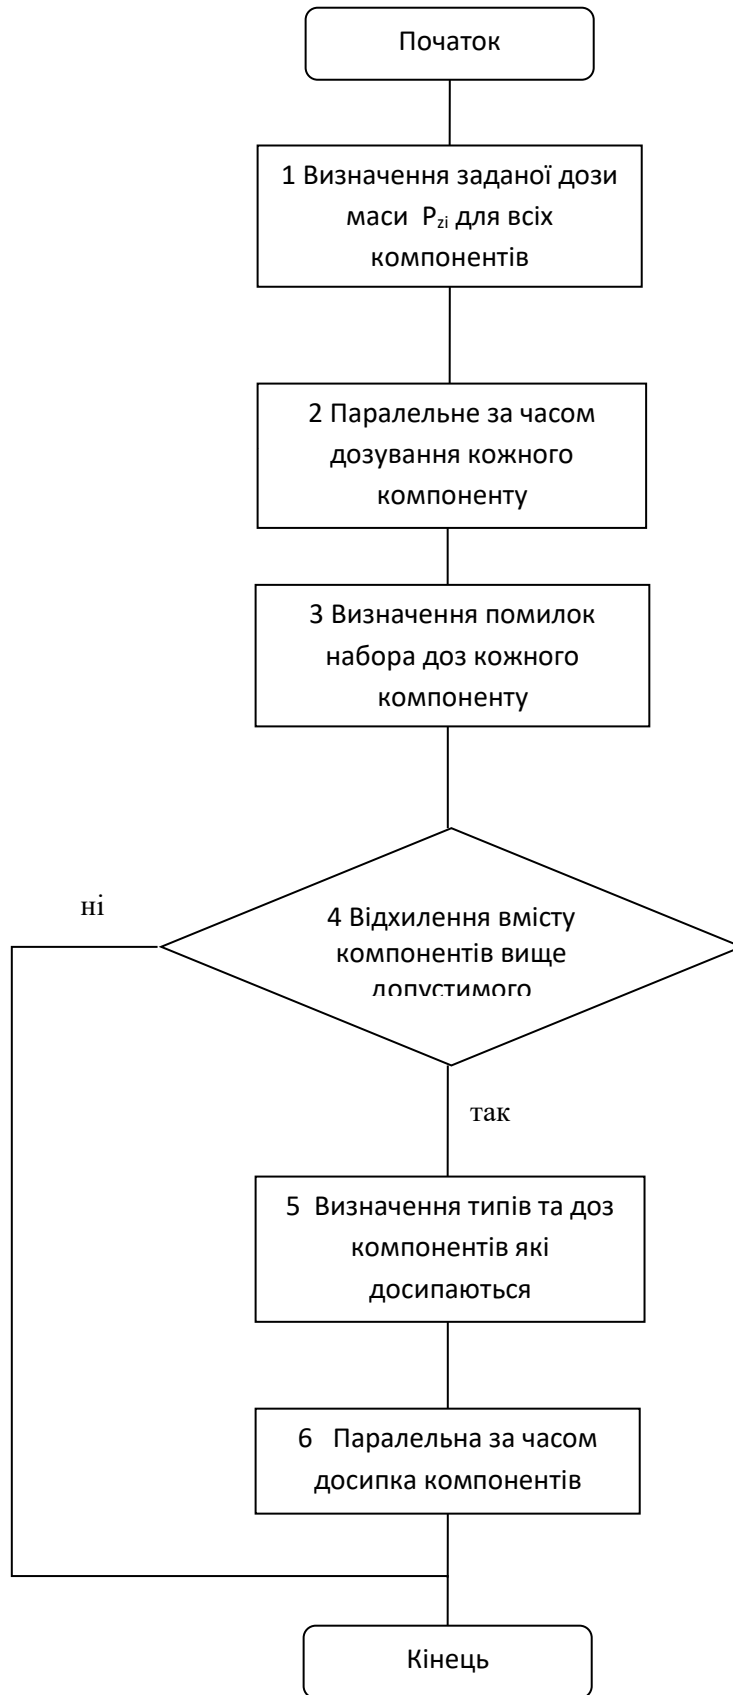 Початок
1 Визначення заданої дози
маси P_zi для всіх
компонентів
2 Паралельне за часом
дозування кожного
компоненту
3 Визначення помилок
набора доз кожного
компоненту
ні
4 Відхилення вмісту
компонентів вище
допустимого
так
5 Визначення типів та доз
компонентів які
досипаються
6 Паралельна за часом
досипка компонентів
Кінець